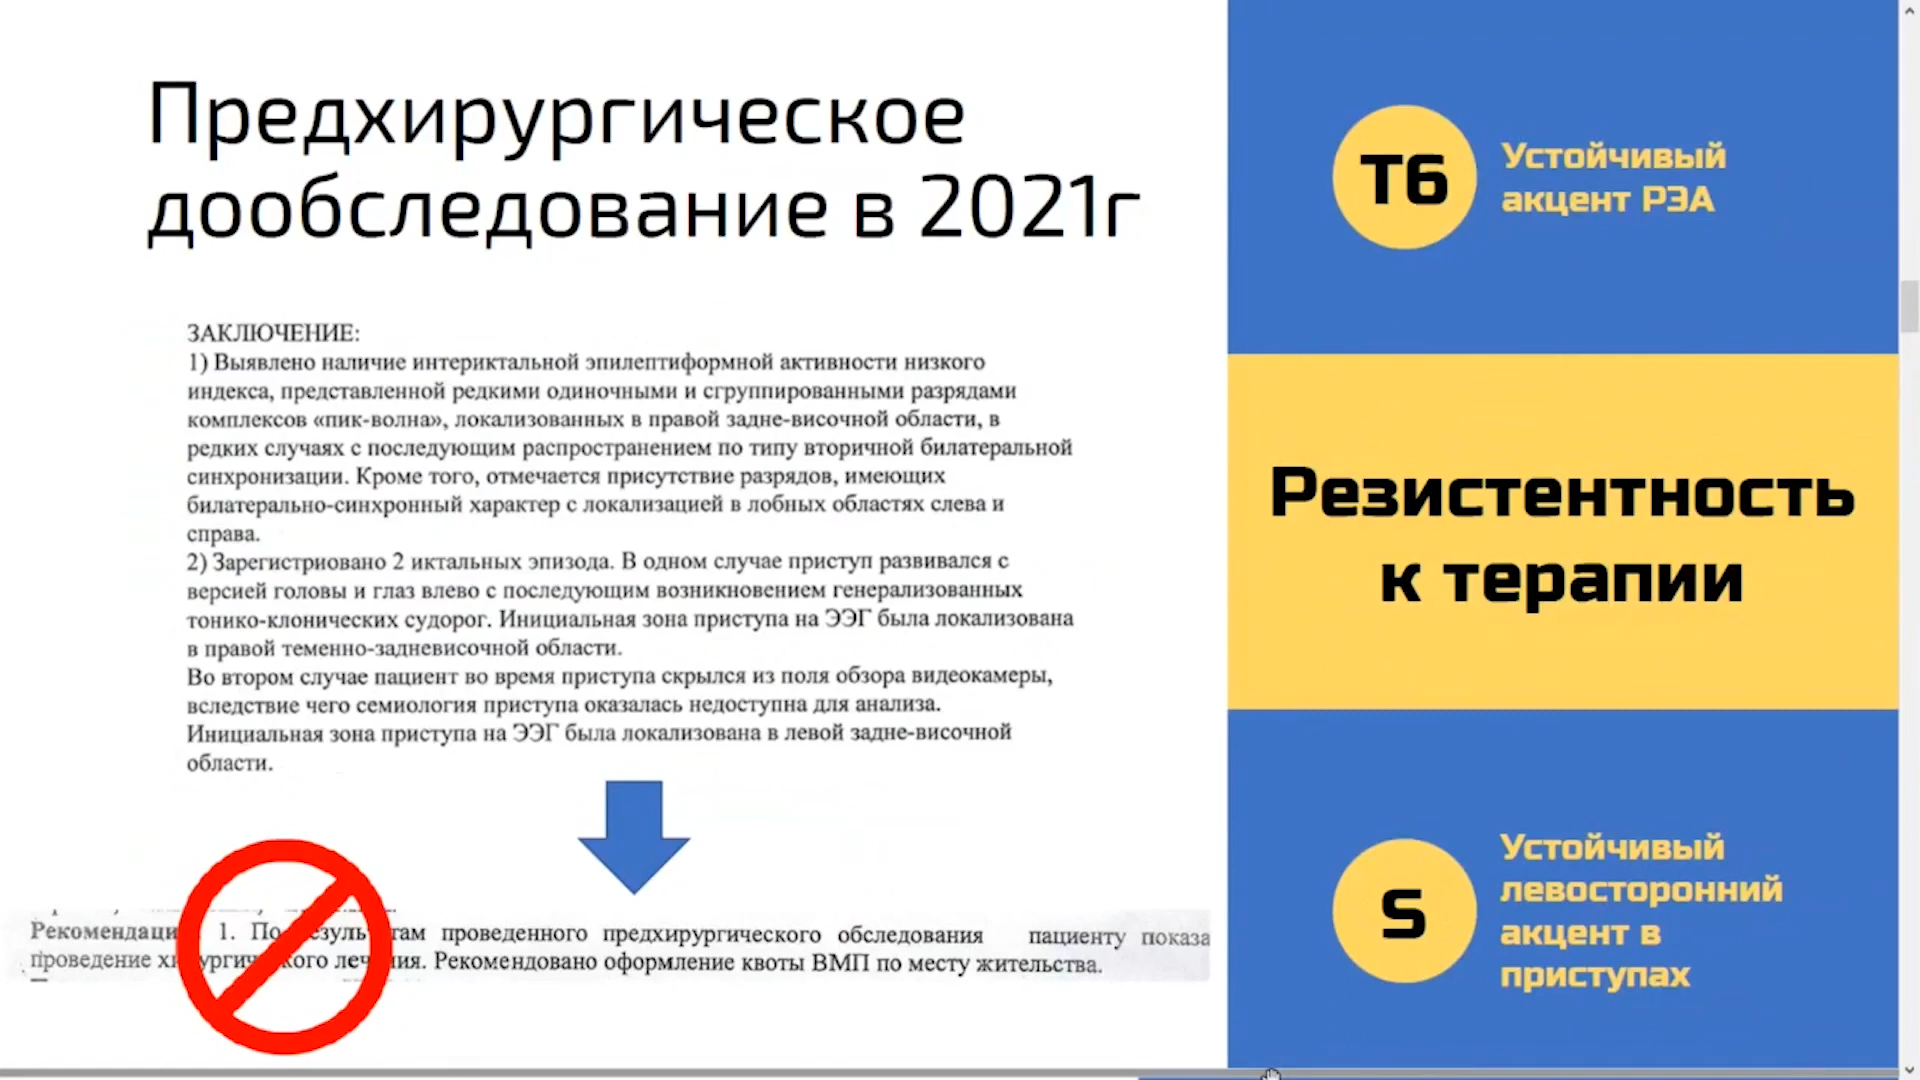 Предхирургическое
дообследование в 2021г
ЗАКЛЮЧЕНИЕ:
1) Выявлено наличие интериктальной эпилептиформной активности низкого
индекса, представленной редкими одиночными и сгруппированными разрядами
комплексов «пик-волна», локализованных в правой задне-височной области, в
редких случаях с последующим распространением по типу вторичной билатеральной
синхронизации. Кроме того, отмечается присутствие разрядов, имеющих
билатерально-синхронный характер с локализацией в лобных областях слева и
справа.
2) Зарегистриовано 2 иктальных эпизода. В одном случае приступ развивался с
версией головы и глаз влево с последующим возникновением генерализованных
тонико-клонических судорог. Инициальная зона приступа на ЭЭГ была локализована
в правой теменно-задневисочной области.
Во втором случае пациент во время приступа скрылся из поля обзора видеокамеры,
вследствие чего семиология приступа оказалась недоступна для анализа.
Инициальная зона приступа на ЭЭГ была локализована в левой задне-височной
области.
Рекомендаци 1. По результатам проведенного предхирургического обследования пациенту показа
проведение хирургического лечения. Рекомендовано оформление квоты ВМП по месту жительства.
T6
Устойчивый
акцент РЭА
Резистентность
к терапии
S
Устойчивый
левосторонний
акцент в
приступах